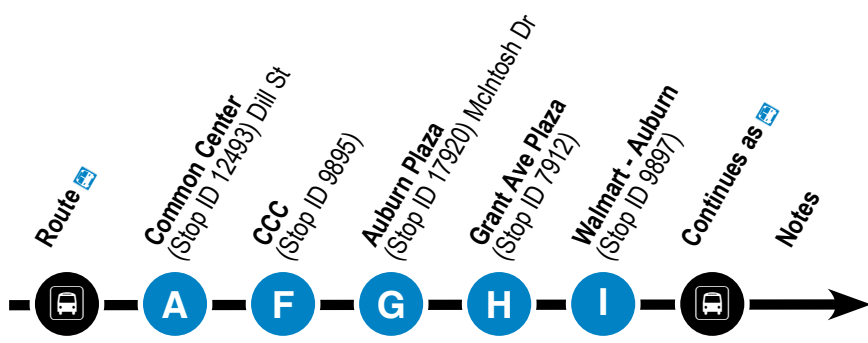 Route
Common Center
(Stop ID 12493) Dill St
CCC
(Stop ID 9895)
Auburn Plaza
(Stop ID 17920) McIntosh Dr
Grant Ave Plaza
(Stop ID 7912)
Walmart - Auburn
(Stop ID 9897)
Continues as
Notes
A
F
G
H
I